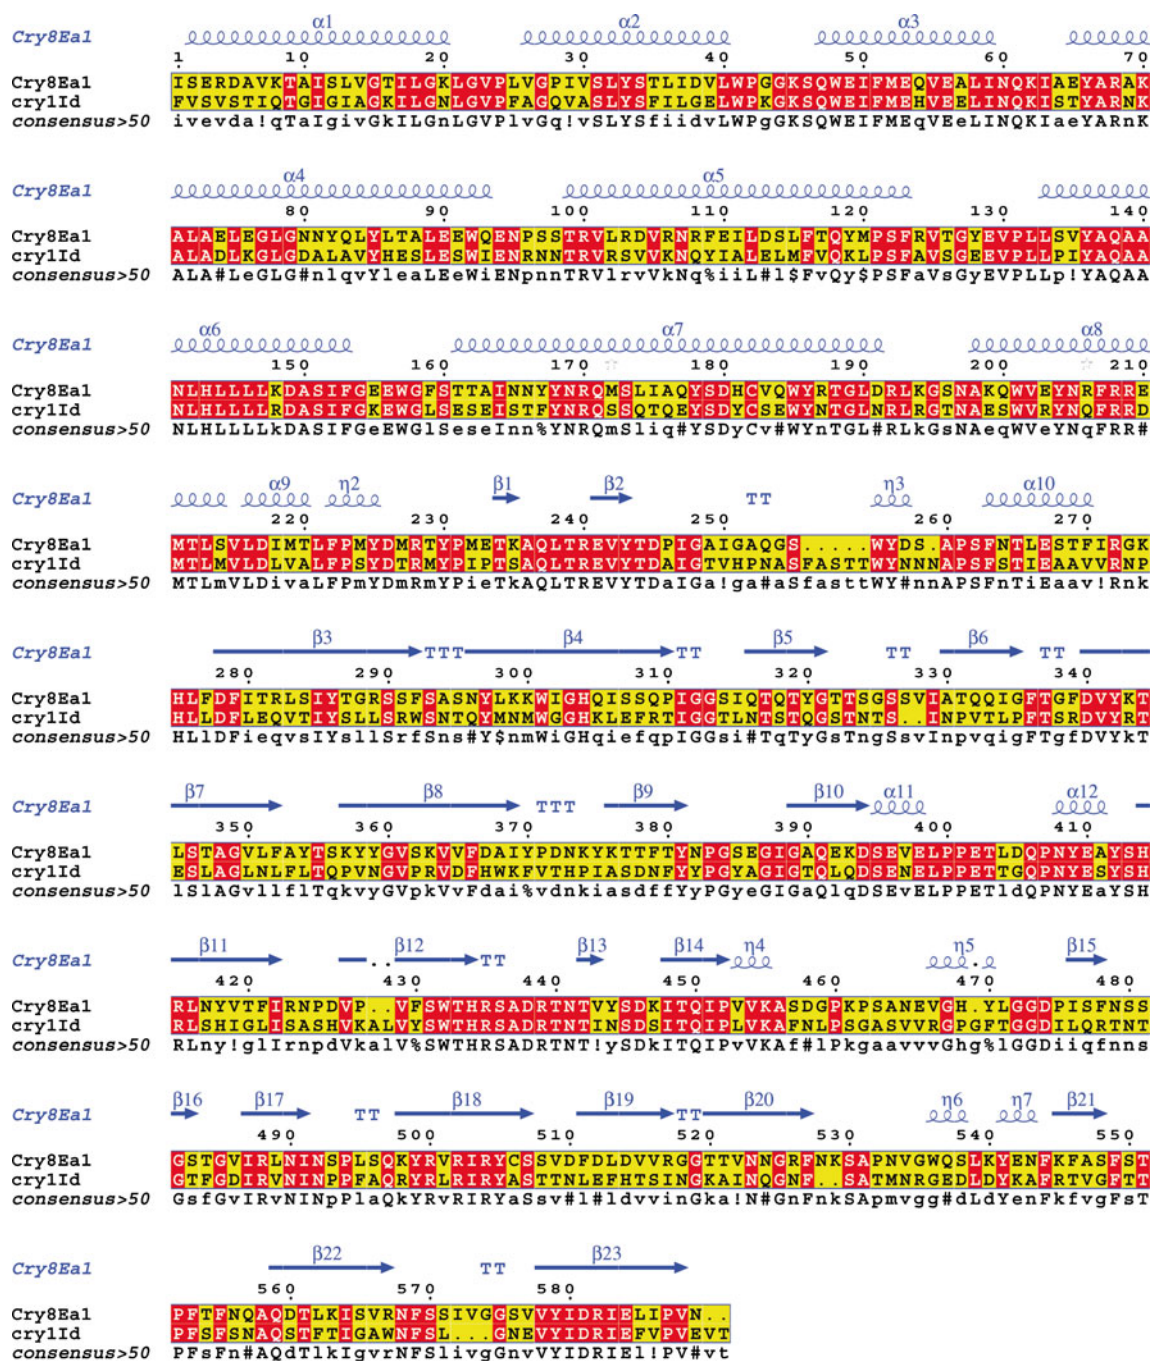 α1 α2 α3
Cry8Ea1
1 10 20 30 40 50 60 70
Cry8Ea1 ISERDAVKTAISLVGTILGKLGVPLVGPIVSLYSTLIDVLWPGGKSQWEIFMEQVEALINQKIAEYARAK
cry1Id FVSVSTIQTGIGIAGKILGNLGVPFAGQVASLYSFILGELWPKGKSQWEIFMEHVEELINQKISTYARNK
consensus>50 ivevda!qTaIgivGkILGnLGVPlvGq!vSLYSfiidvLWPgGKSQWEIFMEqVEeLINQKIaeYARnK
α4 α5
Cry8Ea1
80 90 100 110 120 130 140
Cry8Ea1 ALAELEGLGNNYQLYLTALEEWQENPSSTRVLRDVRNRFEILDSLFTQYMPSFRVTGYEVPLLSVYAQAA
cry1Id ALADLKGLGDALAVYHESLESWIENRNNTRVRSVVKNQYIALELMFVQKLPSFAVSGEEVPLLPIYAQAA
consensus>50 ALA#LeGLG#nlqvYleaLEeWiENpnnTRVlrvVkNq%iiL#l$FvQy$PSFaVsGyEVPLLp!YAQAA
α6 α7 α8
Cry8Ea1
150 160 170 180 190 200 210
Cry8Ea1 NLHLLLLKDASIFGEEWGFSTTAINNYYNRQMSLIAQYSDHCVQWYRTGLDRLKGSNAKQWVEYNRFRRE
cry1Id NLHLLLLRDASIFGKEWGLSESEISTFYNRQSSQTQEYSDYCSEWYNTGLNRLRGTNAESWVRYNQFRRD
consensus>50 NLHLLLLkDASIFGeEWGlSeseInn%YNRQmSliq#YSDyCv#WYnTGL#RLkGsNAeqWVeYNqFRR#
α9 η2 β1 β2 TT η3 α10
Cry8Ea1
220 230 240 250 260 270
Cry8Ea1 MTLSVLDIMTLFPMYDMRTYPMETKAQLTREVYTDPIGAIGAQGS.....WYDS.APSFNTLESTFIRGK
cry1Id MTLMVLDLVALFPSYDTRMYPIPTSAQLTREVYTDAIGTVHPNASFASTTWYNNNAPSFSTIEAAVVRNP
consensus>50 MTLmVLDivaLFPmYDmRmYPieTkAQLTREVYTDaIGa!ga#aSfasttWY#nnAPSFnTiEaav!Rnk
β3 TTT β4 TT β5 TT β6 TT
Cry8Ea1
280 290 300 310 320 330 340
Cry8Ea1 HLFDFITRLSIYTGRSSFSASNYLKKWIGHQISSQPIGGSIQTQTYGTTSGSSVIATQQIGFTGFDVYKT
cry1Id HLLDFLEQVTIYSLLSRWSNTQYMNMWGGHKLEFRTIGGTLNTSTQGSTNTS..INPVTLPFTSRDVYRT
consensus>50 HLlDFieqvsIYsllSrfSns#Y$nmWiGHqiefqpIGGsi#TqTyGsTngSsvInpvqigFTgfDVYkT
β7 β8 TTT β9 β10 α11 α12
Cry8Ea1
350 360 370 380 390 400 410
Cry8Ea1 LSTAGVLFAYTSKYYGVSKVVFDAIYPDNKYKTTFTYNPGSEGIGAQEKDSEVELPPETLDQPNYEAYSH
cry1Id ESLAGLNLFLTQPVNGVPRVDFHWKFVTHPIASDNFYYPGYAGIGTQLQDSENELPPETTGQPNYESYSH
consensus>50 lSlAGvllflTqkvyGVpkVvFdai%vdnkiasdffYyPGyeGIGaQlqDSEvELPPETldQPNYEaYSH
β11 .. β12 TT β13 β14 η4 η5 . β15
Cry8Ea1
420 430 440 450 460 470 480
Cry8Ea1 RLNYVTFIRNPDVP..VFSWTHRSADRTNTVYSDKITQIPVVKASDGPKPSANEVGH.YLGGDPISFNSS
cry1Id RLSHIGLISASHVKALVYSWTHRSADRTNTINSDSITQIPLVKAFNLPSGASVVRGPGFTGGDILQRTNT
consensus>50 RLny!glIrnpdVkalV%SWTHRSADRTNT!ySDkITQIPvVKAf#lPkgaavvvGhg%lGGDiiqfnns
β16 β17 TT β18 β19 TT β20 η6 η7 β21
Cry8Ea1
490 500 510 520 530 540 550
Cry8Ea1 GSTGVIRLNINSPLSQKYRVRIRYCSSVDFDLDVVRGGTTVNNGRFNKSAPNVGWQSLKYENFKFASFST
cry1Id GTFGDIRVNINPPFAQRYRLRIRYASTTNLEFHTSINGKAINQGNF..SATMNRGEDLDYKAFRTVGFTT
consensus>50 GsfGvIRvNINpPlaQkYRvRIRYaSSv#l#ldvvinGka!N#GnFnkSApmvgg#dLdYenFkfvgFsT
β22 TT β23
Cry8Ea1
560 570 580
Cry8Ea1 PFTFNQAQDTLKISVRNFSSIVGGSVVYIDRIELIPVN..
cry1Id PFSFSNAQSTFTIGAWNFSL...GNEVYIDRIEFVPVEVT
consensus>50 PFsFn#AQdTlkIgvrNFSlivgGnvVYIDRIEl!PV#vt